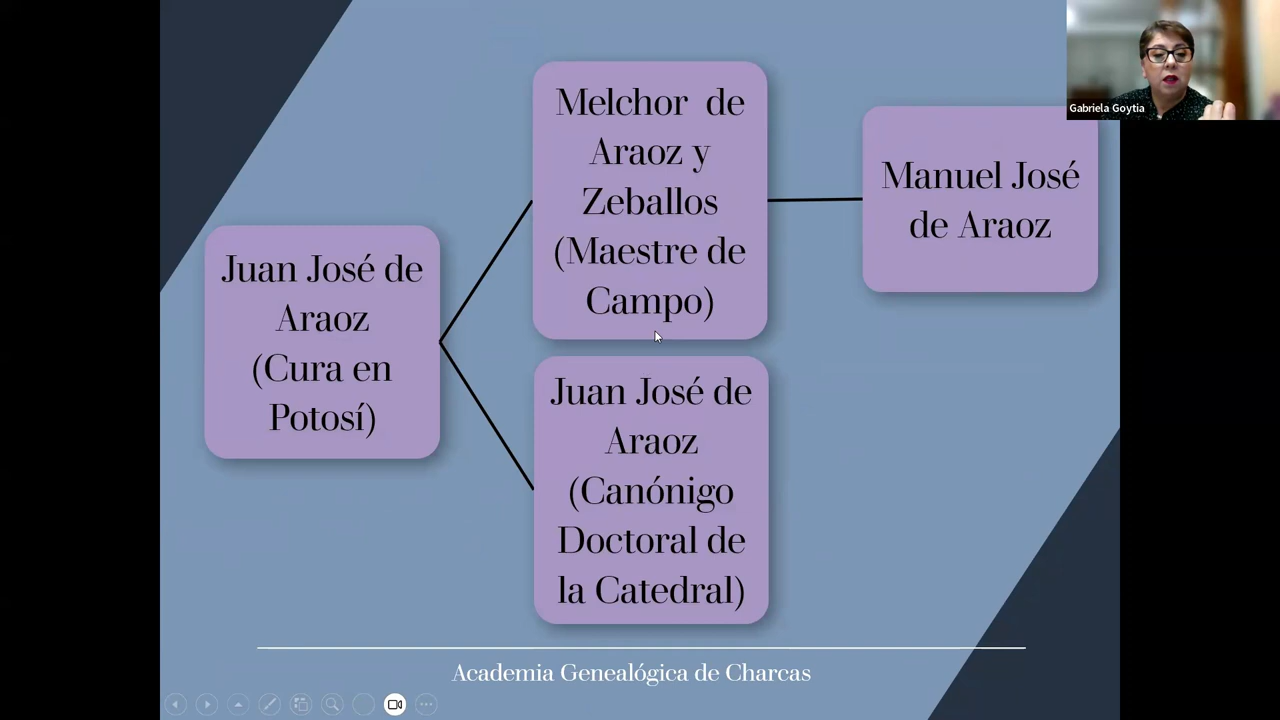 Gabriela Goytia
Juan José de
Araoz
(Cura en
Potosí)
Melchor de
Araoz y
Zeballos
(Maestre de
Campo)
Manuel José
de Araoz
Juan José de
Araoz
(Canónigo
Doctoral de
la Catedral)
Academia Genealógica de Charcas